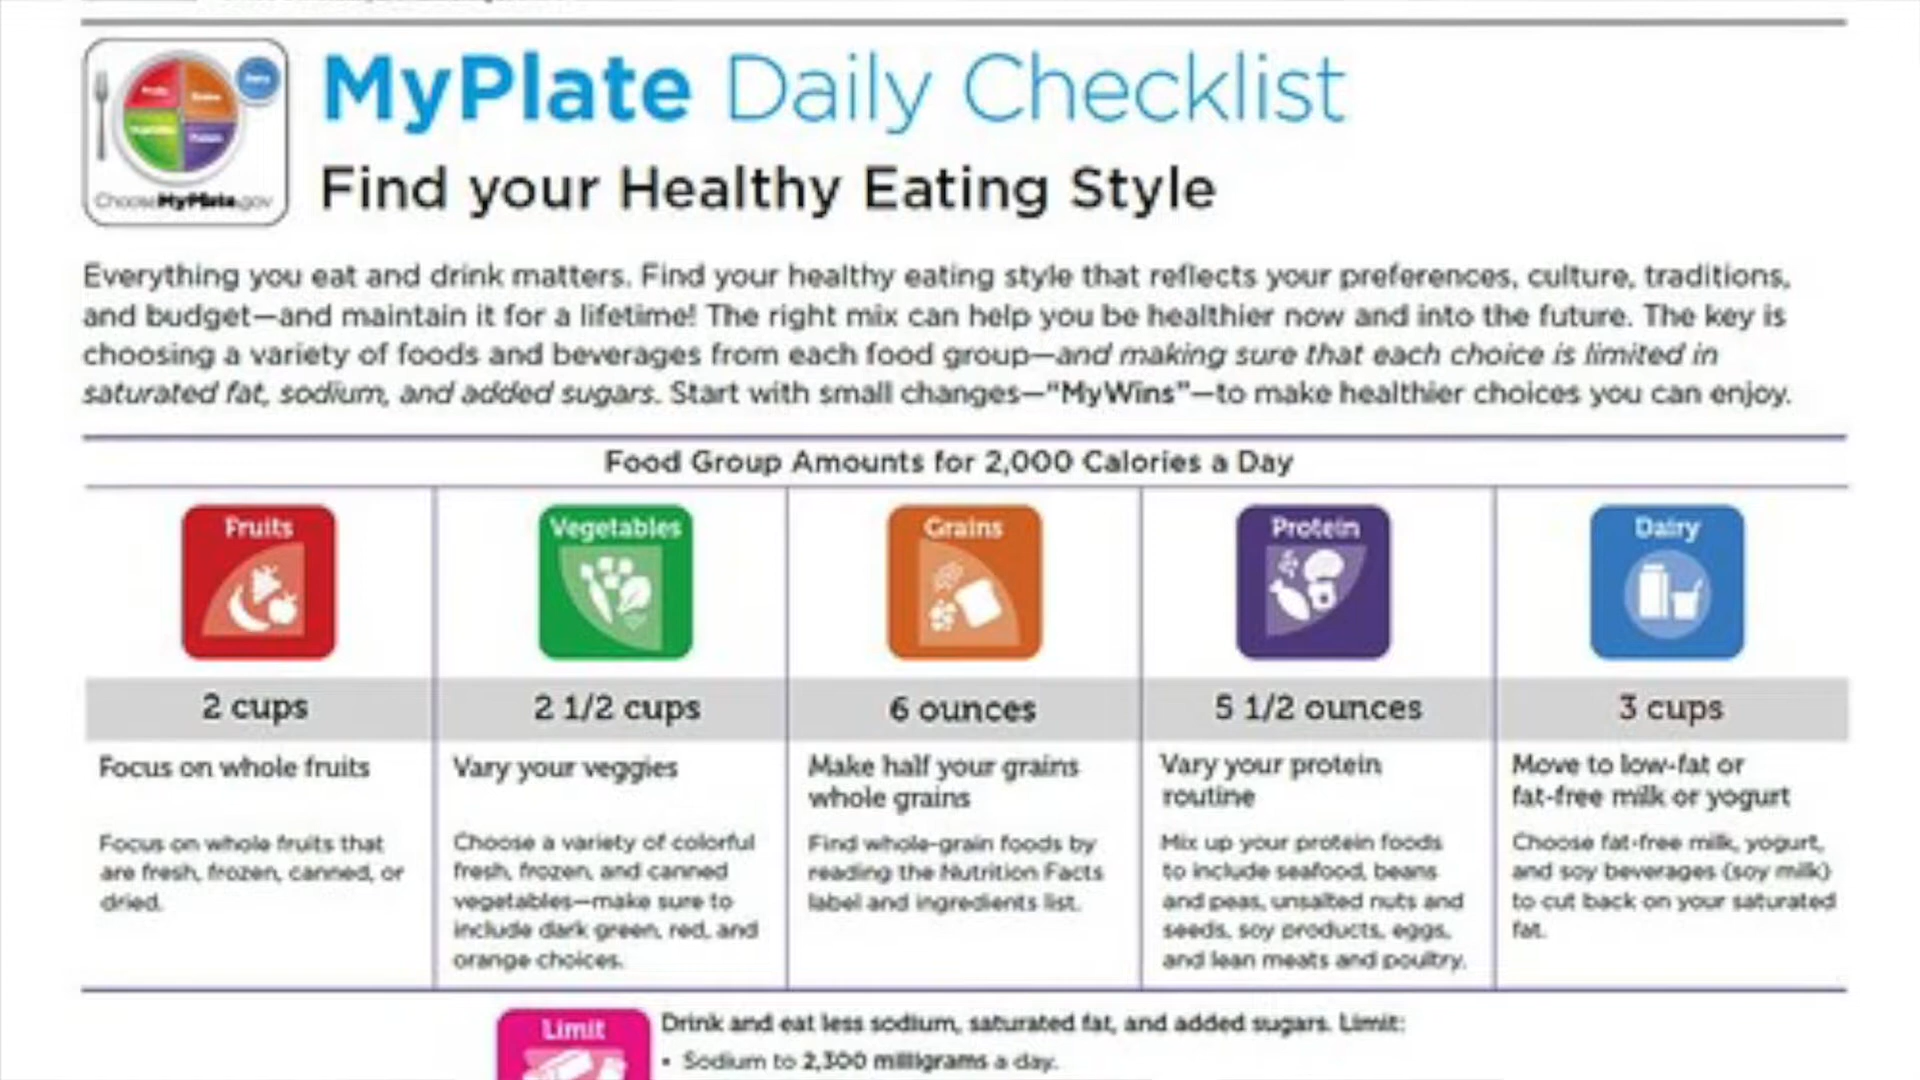 Dairy
Fruits
Grains
Vegetables
Protein
ChooseMyPlate.gov
MyPlate Daily Checklist
Find your Healthy Eating Style
Everything you eat and drink matters. Find your healthy eating style that reflects your preferences, culture, traditions,
and budget—and maintain it for a lifetime! The right mix can help you be healthier now and into the future. The key is
choosing a variety of foods and beverages from each food group—and making sure that each choice is limited in
saturated fat, sodium, and added sugars. Start with small changes—“MyWins”—to make healthier choices you can enjoy.
Food Group Amounts for 2,000 Calories a Day
Fruits
2 cups
Focus on whole fruits
Focus on whole fruits that
are fresh, frozen, canned, or
dried.
Vegetables
2 1/2 cups
Vary your veggies
Choose a variety of colorful
fresh, frozen, and canned
vegetables—make sure to
include dark green, red, and
orange choices.
Grains
6 ounces
Make half your grains
whole grains
Find whole-grain foods by
reading the Nutrition Facts
label and ingredients list.
Protein
5 1/2 ounces
Vary your protein
routine
Mix up your protein foods
to include seafood, beans
and peas, unsalted nuts and
seeds, soy products, eggs,
and lean meats and poultry.
Dairy
3 cups
Move to low-fat or
fat-free milk or yogurt
Choose fat-free milk, yogurt,
and soy beverages (soy milk)
to cut back on your saturated
fat.
Limit
Drink and eat less sodium, saturated fat, and added sugars. Limit:
• Sodium to 2,300 milligrams a day.